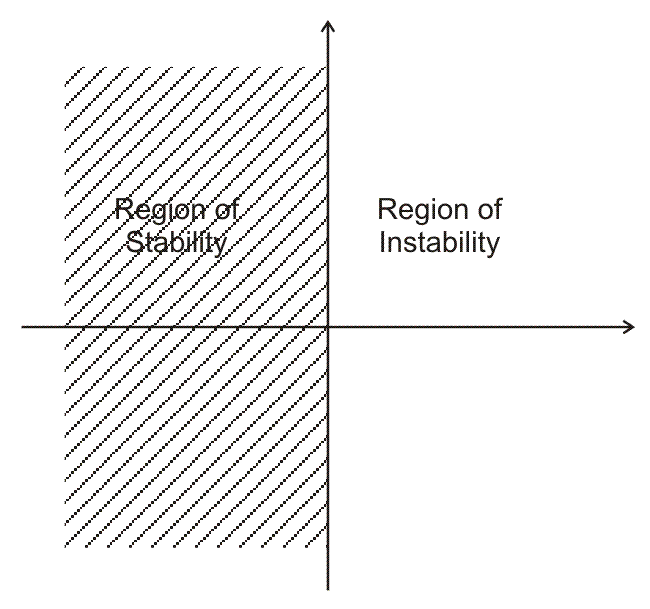 Region of
Stability
Region of
Instability